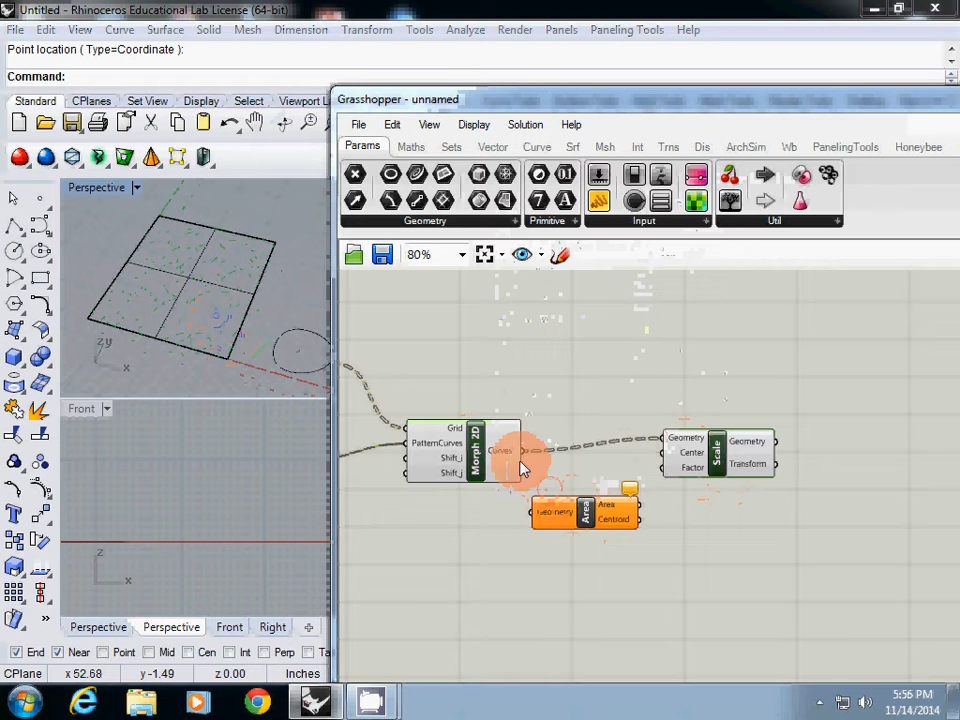 Untitled - Rhinoceros Educational Lab License (64-bit)
File Edit View Curve Surface Solid Mesh Dimension Transform Tools Analyze Render Panels Paneling Tools Help
Point location ( Type=Coordinate ):
Command:
Standard CPlanes Set View Display Select Viewport L
Grasshopper - unnamed
File Edit View Display Solution Help
Params Maths Sets Vector Curve Srf Msh Int Trns Dis ArchSim Wb PanelingTools Honeybee
Geometry Primitive Input Util
Perspective
80%
zy
x
Front
z
x
Grid
PatternCurves
Shift_i
Shift_j
Morph 2D
Curves
Geometry
Center
Factor
Scale
Geometry
Transform
Geometry
Area
Area
Centroid
Perspective Perspective Front Right
End Near Point Mid Cen Int Perp Ta
CPlane x 52.68 y -1.49 z 0.00 Inches
5:56 PM
11/14/2014